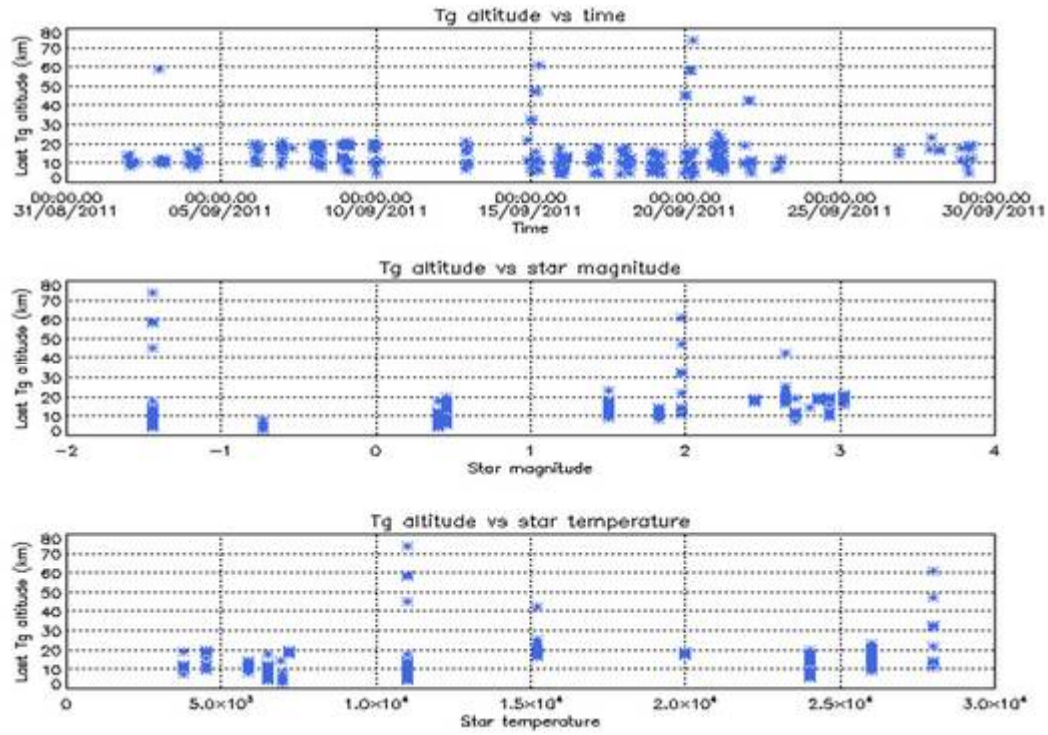 Tg altitude vs time
Last Tg altitude (km)
80
70
60
50
40
30
20
10
0
00:00.00 00:00.00 00:00.00 00:00.00 00:00.00 00:00.00 00:00.00
31/08/2011 05/09/2011 10/09/2011 15/09/2011 20/09/2011 25/09/2011 30/09/2011
Time
Tg altitude vs star magnitude
Last Tg altitude (km)
80
70
60
50
40
30
20
10
0
-2 -1 0 1 2 3 4
Star magnitude
Tg altitude vs star temperature
Last Tg altitude (km)
80
70
60
50
40
30
20
10
0
0 5.0×10³ 1.0×10⁴ 1.5×10⁴ 2.0×10⁴ 2.5×10⁴ 3.0×10⁴
Star temperature